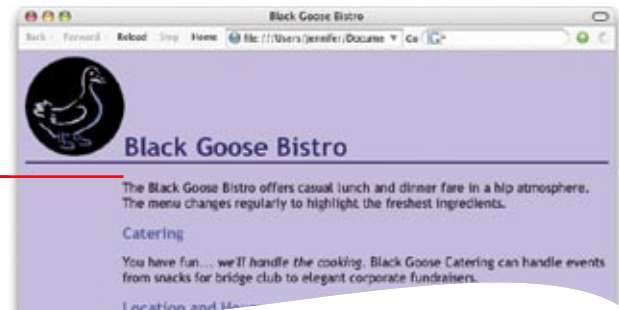 Black Goose Bistro
Back Forward Reload Stop Home file:///Users/jennifer/Docume Go G
Black Goose Bistro
The Black Goose Bistro offers casual lunch and dinner fare in a hip atmosphere.
The menu changes regularly to highlight the freshest ingredients.
Catering
You have fun... we'll handle the cooking. Black Goose Catering can handle events
from snacks for bridge club to elegant corporate fundraisers.
Location and